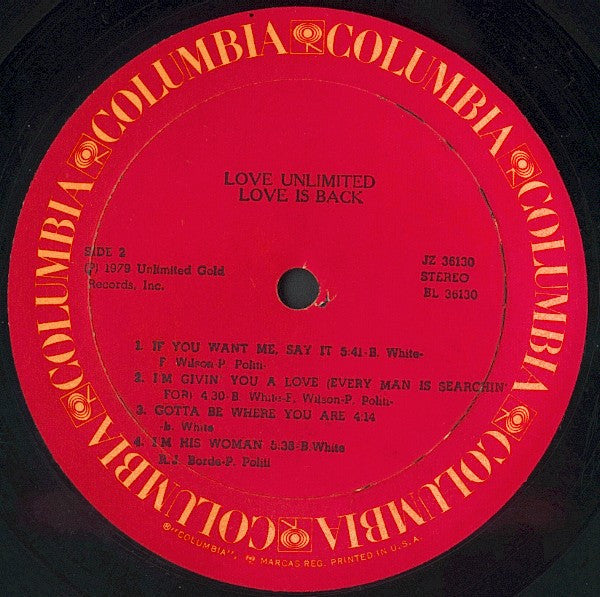 COLUMBIA COLUMBIA COLUMBIA COLUMBIA COLUMBIA COLUMBIA COLUMBIA COLUMBIA
LOVE UNLIMITED
LOVE IS BACK
SIDE 2
(P) 1979 Unlimited Gold
Records, Inc.
JZ 36130
STEREO
BL 36130
1. IF YOU WANT ME, SAY IT 5:41-B. White-
F. Wilson-P. Politi-
2. I'M GIVIN' YOU A LOVE (EVERY MAN IS SEARCHIN'
FOR) 4:30-B. White-F. Wilson-P. Politi-
3. GOTTA BE WHERE YOU ARE 4:14
-b. White
4. I'M HIS WOMAN 5:38-B.White
R.J. Borde-P. Politi
®"COLUMBIA", MARCAS REG. PRINTED IN U.S.A.